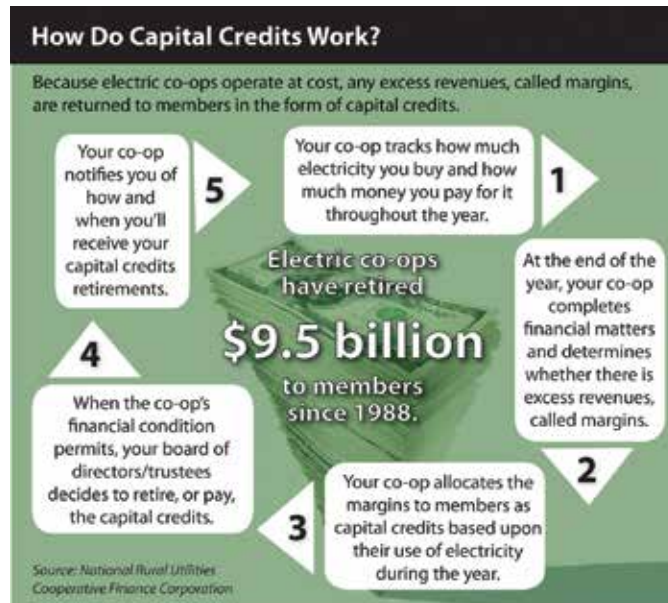 How Do Capital Credits Work?
Because electric co-ops operate at cost, any excess revenues, called margins,
are returned to members in the form of capital credits.
Your co-op tracks how much
electricity you buy and how
much money you pay for it
throughout the year.
1
At the end of the
year, your co-op
completes
financial matters
and determines
whether there is
excess revenues,
called margins.
2
Your co-op allocates the
margins to members as
capital credits based upon
their use of electricity
during the year.
3
When the co-op's
financial condition
permits, your board of
directors/trustees
decides to retire, or pay,
the capital credits.
4
Your co-op
notifies you of
how and
when you'll
receive your
capital credits
retirements.
5
Electric co-ops
have retired
$9.5 billion
to members
since 1988.
Source: National Rural Utilities
Cooperative Finance Corporation